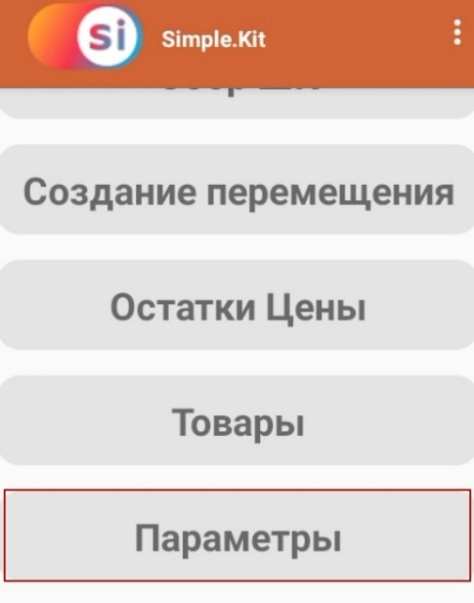 Si Simple.Kit
Создание перемещения
Остатки Цены
Товары
Параметры